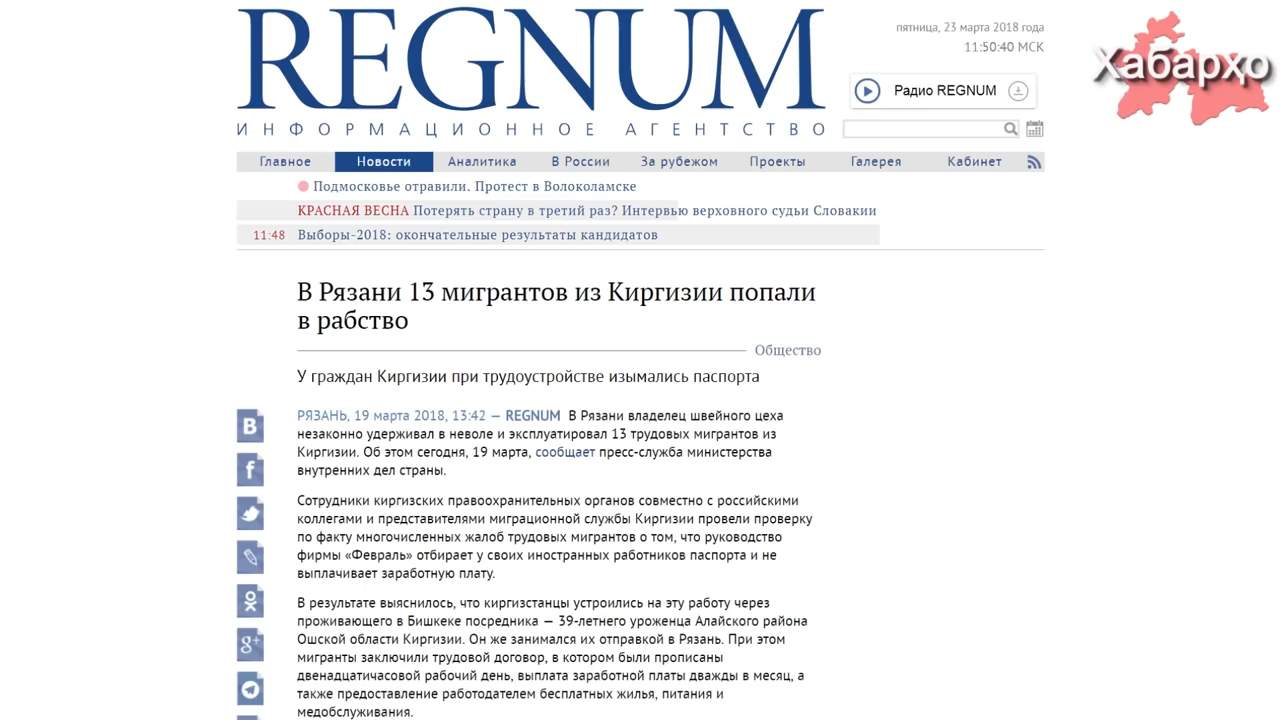 REGNUM
ИНФОРМАЦИОННОЕ АГЕНТСТВО
пятница, 23 марта 2018 года
11:50:40 МСК
Хабарҳо
Радио REGNUM
Главное Новости Аналитика В России За рубежом Проекты Галерея Кабинет
Подмосковье отравили. Протест в Волоколамске
КРАСНАЯ ВЕСНА Потерять страну в третий раз? Интервью верховного судьи Словакии
11:48 Выборы-2018: окончательные результаты кандидатов
В Рязани 13 мигрантов из Киргизии попали
в рабство
Общество
У граждан Киргизии при трудоустройстве изымались паспорта
РЯЗАНЬ, 19 марта 2018, 13:42 — REGNUM В Рязани владелец швейного цеха
незаконно удерживал в неволе и эксплуатировал 13 трудовых мигрантов из
Киргизии. Об этом сегодня, 19 марта, сообщает пресс-служба министерства
внутренних дел страны.
Сотрудники киргизских правоохранительных органов совместно с российскими
коллегами и представителями миграционной службы Киргизии провели проверку
по факту многочисленных жалоб трудовых мигрантов о том, что руководство
фирмы «Февраль» отбирает у своих иностранных работников паспорта и не
выплачивает заработную плату.
В результате выяснилось, что киргизстанцы устроились на эту работу через
проживающего в Бишкеке посредника — 39-летнего уроженца Алайского района
Ошской области Киргизии. Он же занимался их отправкой в Рязань. При этом
мигранты заключили трудовой договор, в котором были прописаны
двенадцатичасовой рабочий день, выплата заработной платы дважды в месяц, а
также предоставление работодателем бесплатных жилья, питания и
медобслуживания.